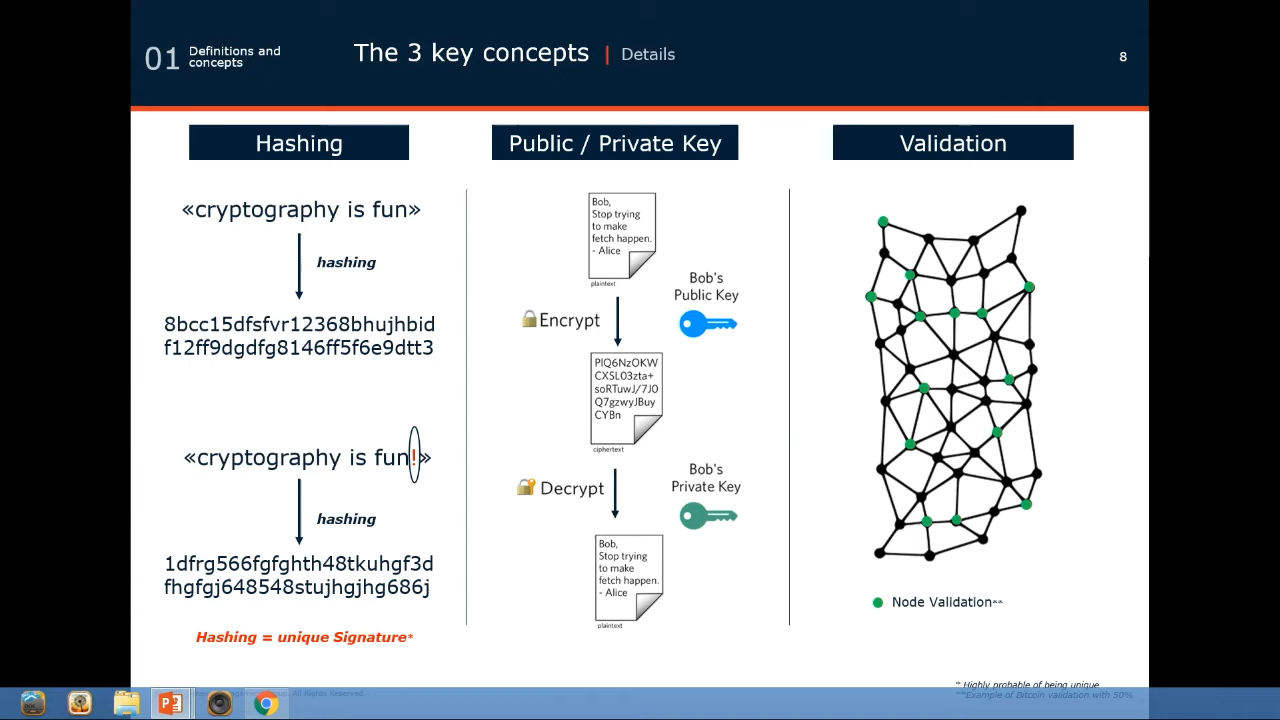 01
Definitions and
concepts
The 3 key concepts | Details
8
Hashing
«cryptography is fun»
hashing
8bcc15dfsfvr12368bhujhbid
f12ff9dgdfg8146ff5f6e9dtt3
«cryptography is fun!»
hashing
1dfrg566fgfghth48tkuhgf3d
fhgfgj648548stujhgjhg686j
Hashing = unique Signature*
Public / Private Key
Bob,
Stop trying
to make
fetch happen.
- Alice
plaintext
Encrypt
Bob's
Public Key
PIQ6NzOKW
CXSL03zta+
soRTuwJ/7J0
Q7gzwyJBuy
CYBn
ciphertext
Decrypt
Bob's
Private Key
Bob,
Stop trying
to make
fetch happen.
- Alice
plaintext
Validation
Node Validation**
* Highly probable of being unique
**Example of Bitcoin validation with 50%
All Rights Reserved